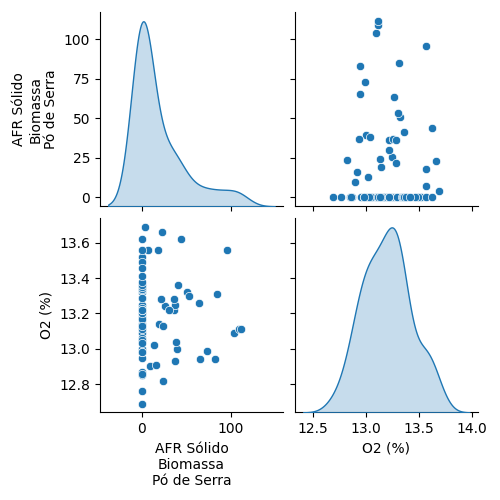 100
75
50
25
0
AFR Sólido
Biomassa
Pó de Serra
13.6
13.4
13.2
13.0
12.8
O2 (%)
0
100
AFR Sólido
Biomassa
Pó de Serra
12.5
13.0
13.5
14.0
O2 (%)